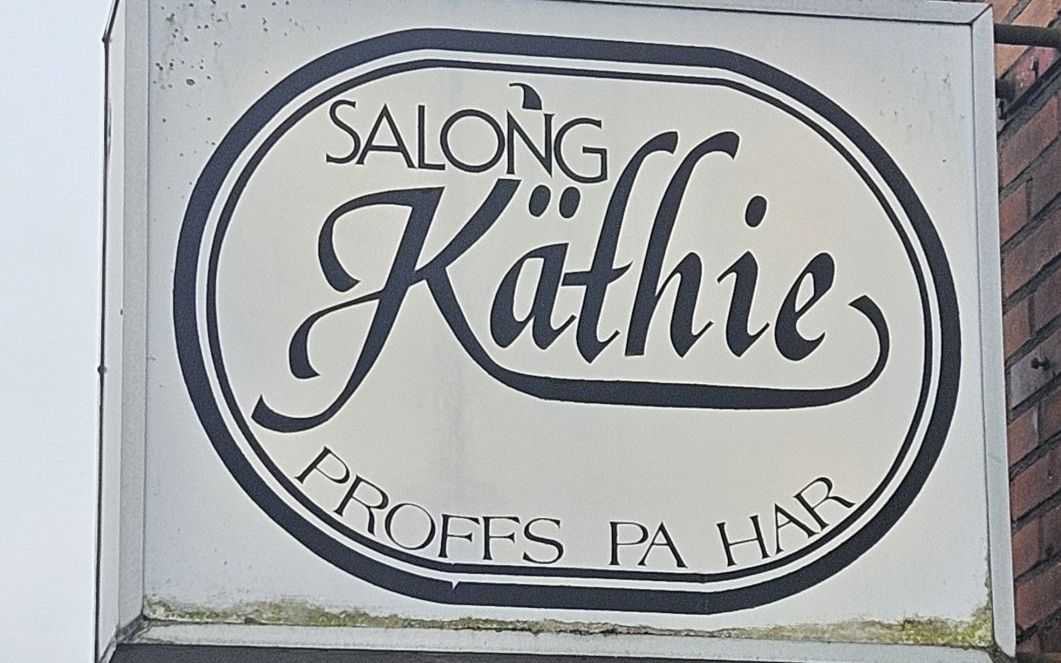 SALONG
Käthie
PROFFS PA HAR